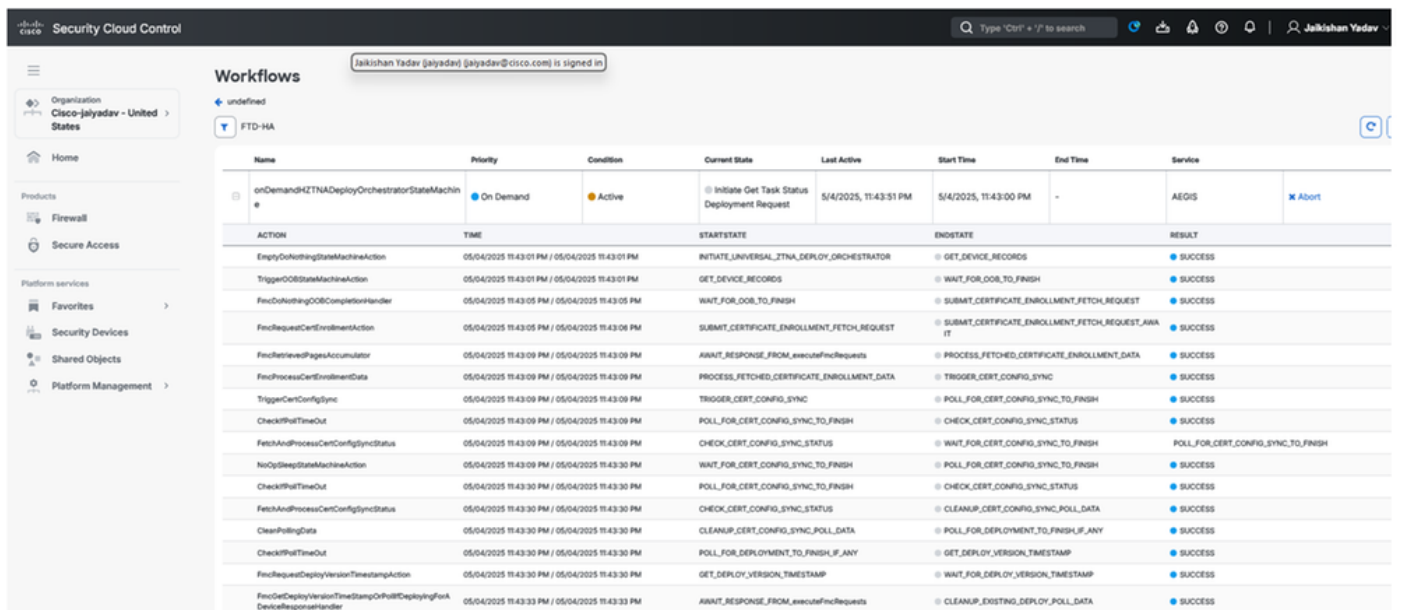 cisco Security Cloud Control
Type 'Ctrl' + '/' to search
Jaikishan Yadav
Jaikishan Yadav (jaiyadav) (jaiyadav@cisco.com) is signed in
Organization
Cisco-jaiyadav - United
States
Home
Products
Firewall
Secure Access
Platform services
Favorites
Security Devices
Shared Objects
Platform Management
Workflows
undefined
FTD-HA
Name Priority Condition Current State Last Active Start Time End Time Service
onDemandHZTNADeployOrchestratorStateMachin
e
On Demand Active
Initiate Get Task Status
Deployment Request
5/4/2025, 11:43:51 PM 5/4/2025, 11:43:00 PM - AEGIS Abort
ACTION TIME STARTSTATE ENDSTATE RESULT
EmptyDoNothingStateMachineAction 05/04/2025 11:43:01 PM / 05/04/2025 11:43:01 PM INITIATE_UNIVERSAL_ZTNA_DEPLOY_ORCHESTRATOR GET_DEVICE_RECORDS SUCCESS
TriggerOOBStateMachineAction 05/04/2025 11:43:01 PM / 05/04/2025 11:43:01 PM GET_DEVICE_RECORDS WAIT_FOR_OOB_TO_FINISH SUCCESS
FmcDoNothingOOBCompletionHandler 05/04/2025 11:43:05 PM / 05/04/2025 11:43:05 PM WAIT_FOR_OOB_TO_FINISH SUBMIT_CERTIFICATE_ENROLLMENT_FETCH_REQUEST SUCCESS
FmcRequestCertEnrollmentAction 05/04/2025 11:43:05 PM / 05/04/2025 11:43:06 PM SUBMIT_CERTIFICATE_ENROLLMENT_FETCH_REQUEST SUBMIT_CERTIFICATE_ENROLLMENT_FETCH_REQUEST_AWA
IT
SUCCESS
FmcRetrievedPagesAccumulator 05/04/2025 11:43:09 PM / 05/04/2025 11:43:09 PM AWAIT_RESPONSE_FROM_executeFmcRequests PROCESS_FETCHED_CERTIFICATE_ENROLLMENT_DATA SUCCESS
FmcProcessCertEnrollmentData 05/04/2025 11:43:09 PM / 05/04/2025 11:43:09 PM PROCESS_FETCHED_CERTIFICATE_ENROLLMENT_DATA TRIGGER_CERT_CONFIG_SYNC SUCCESS
TriggerCertConfigSync 05/04/2025 11:43:09 PM / 05/04/2025 11:43:09 PM TRIGGER_CERT_CONFIG_SYNC POLL_FOR_CERT_CONFIG_SYNC_TO_FINSIH SUCCESS
CheckIfPollTimeOut 05/04/2025 11:43:09 PM / 05/04/2025 11:43:09 PM POLL_FOR_CERT_CONFIG_SYNC_TO_FINSIH CHECK_CERT_CONFIG_SYNC_STATUS SUCCESS
FetchAndProcessCertConfigSyncStatus 05/04/2025 11:43:09 PM / 05/04/2025 11:43:09 PM CHECK_CERT_CONFIG_SYNC_STATUS WAIT_FOR_CERT_CONFIG_SYNC_TO_FINSIH POLL_FOR_CERT_CONFIG_SYNC_TO_FINISH
NoOpSleepStateMachineAction 05/04/2025 11:43:09 PM / 05/04/2025 11:43:30 PM WAIT_FOR_CERT_CONFIG_SYNC_TO_FINSIH POLL_FOR_CERT_CONFIG_SYNC_TO_FINSIH SUCCESS
CheckIfPollTimeOut 05/04/2025 11:43:30 PM / 05/04/2025 11:43:30 PM POLL_FOR_CERT_CONFIG_SYNC_TO_FINSIH CHECK_CERT_CONFIG_SYNC_STATUS SUCCESS
FetchAndProcessCertConfigSyncStatus 05/04/2025 11:43:30 PM / 05/04/2025 11:43:30 PM CHECK_CERT_CONFIG_SYNC_STATUS CLEANUP_CERT_CONFIG_SYNC_POLL_DATA SUCCESS
CleanPollingData 05/04/2025 11:43:30 PM / 05/04/2025 11:43:30 PM CLEANUP_CERT_CONFIG_SYNC_POLL_DATA POLL_FOR_DEPLOYMENT_TO_FINISH_IF_ANY SUCCESS
CheckIfPollTimeOut 05/04/2025 11:43:30 PM / 05/04/2025 11:43:30 PM POLL_FOR_DEPLOYMENT_TO_FINISH_IF_ANY GET_DEPLOY_VERSION_TIMESTAMP SUCCESS
FmcRequestDeployVersionTimestampAction 05/04/2025 11:43:30 PM / 05/04/2025 11:43:30 PM GET_DEPLOY_VERSION_TIMESTAMP WAIT_FOR_DEPLOY_VERSION_TIMESTAMP SUCCESS
FmcGetDeployVersionTimeStampOrPollIfDeployingForA
DeviceResponseHandler
05/04/2025 11:43:33 PM / 05/04/2025 11:43:33 PM AWAIT_RESPONSE_FROM_executeFmcRequests CLEANUP_EXISTING_DEPLOY_POLL_DATA SUCCESS